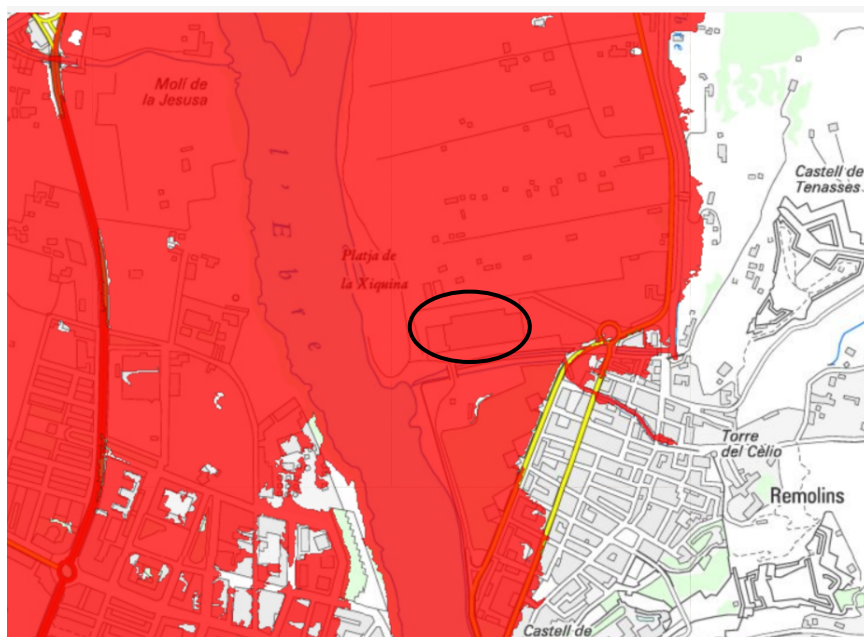 Molí de
la Jesusa
Castell de
Tenasses
l'Ebre
Platja de
la Xiquina
Torre
del Cèlio
Remolins
Castell de